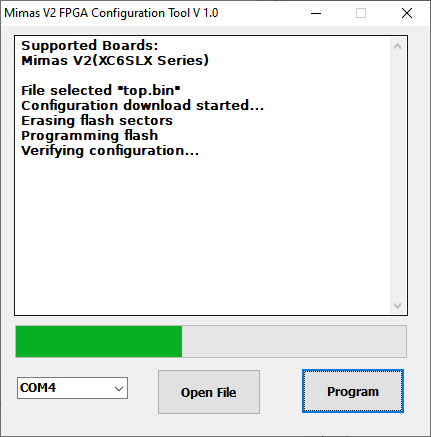 Mimas V2 FPGA Configuration Tool V 1.0
Supported Boards:
Mimas V2(XC6SLX Series)
File selected "top.bin"
Configuration download started...
Erasing flash sectors
Programming flash
Verifying configuration...
COM4
Open File
Program